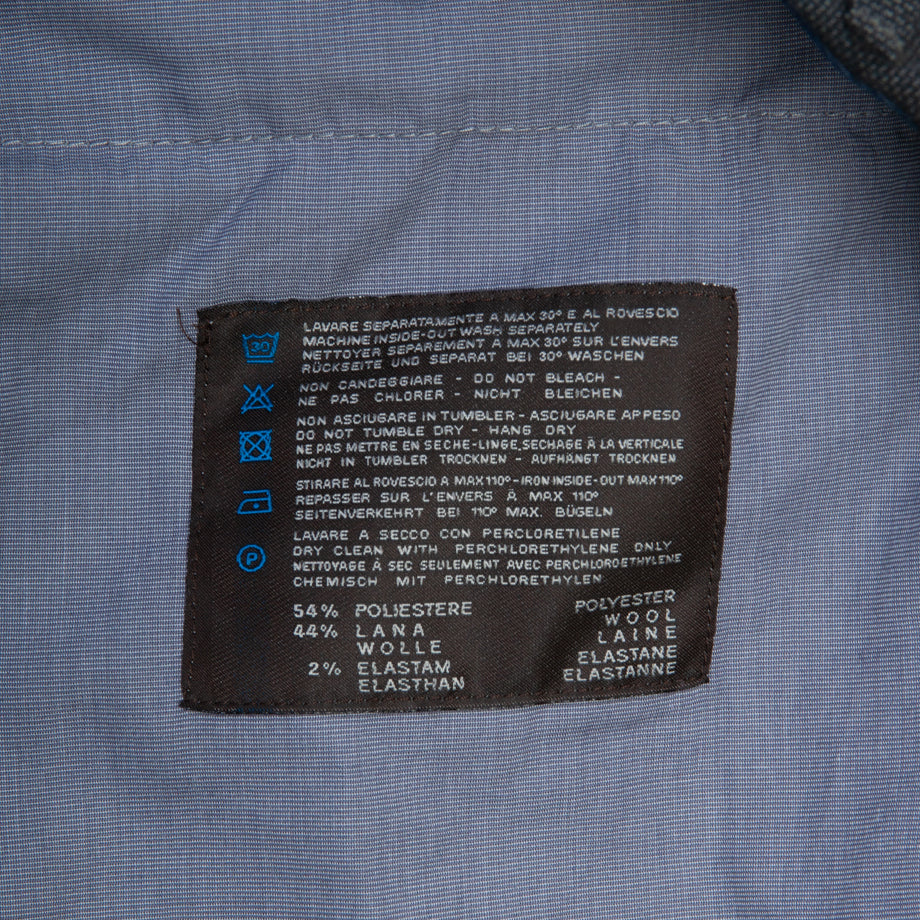 30
LAVARE SEPARATAMENTE A MAX 30° E AL ROVESCIO
MACHINE INSIDE-OUT WASH SEPARATELY
NETTOYER SEPAREMENT A MAX 30° SUR L'ENVERS
RÜCKSEITE UND SEPARAT BEI 30° WASCHEN
NON CANDEGGIARE - DO NOT BLEACH -
NE PAS CHLORER - NICHT BLEICHEN
NON ASCIUGARE IN TUMBLER - ASCIUGARE APPESO
DO NOT TUMBLE DRY - HANG DRY
NE PAS METTRE EN SECHE-LINGE, SECHAGE À LA VERTICALE
NICHT IN TUMBLER TROCKNEN - AUFHÄNGT TROCKNEN
STIRARE AL ROVESCIO A MAX 110° - IRON INSIDE-OUT MAX 110°
REPASSER SUR L'ENVERS À MAX 110°
SEITENVERKEHRT BEI 110° MAX. BÜGELN
P
LAVARE A SECCO CON PERCLORETILENE
DRY CLEAN WITH PERCHLORETHYLENE ONLY
NETTOYAGE À SEC SEULEMENT AVEC PERCHLOROETHYLENE
CHEMISCH MIT PERCHLORETHYLEN
54% POLIESTERE POLYESTER
44% LANA WOOL
WOLLE LAINE
2% ELASTAM ELASTANE
ELASTHAN ELASTANNE